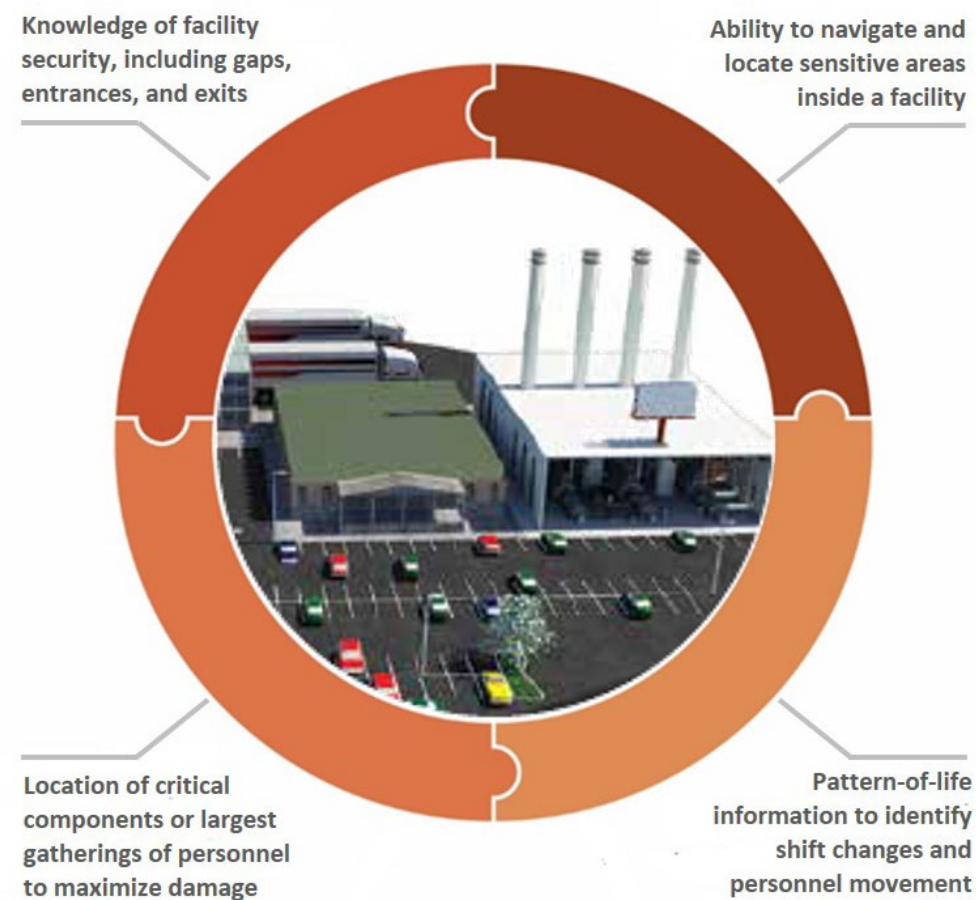 Knowledge of facility
security, including gaps,
entrances, and exits
Ability to navigate and
locate sensitive areas
inside a facility
Location of critical
components or largest
gatherings of personnel
to maximize damage
Pattern-of-life
information to identify
shift changes and
personnel movement